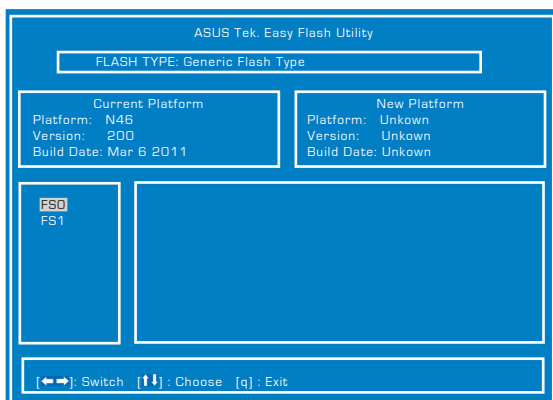 ASUS Tek. Easy Flash Utility
FLASH TYPE: Generic Flash Type
Current Platform
Platform: N46
Version: 200
Build Date: Mar 6 2011
New Platform
Platform: Unkown
Version: Unkown
Build Date: Unkown
FS0
FS1
[←→]: Switch [↑↓] : Choose [q] : Exit